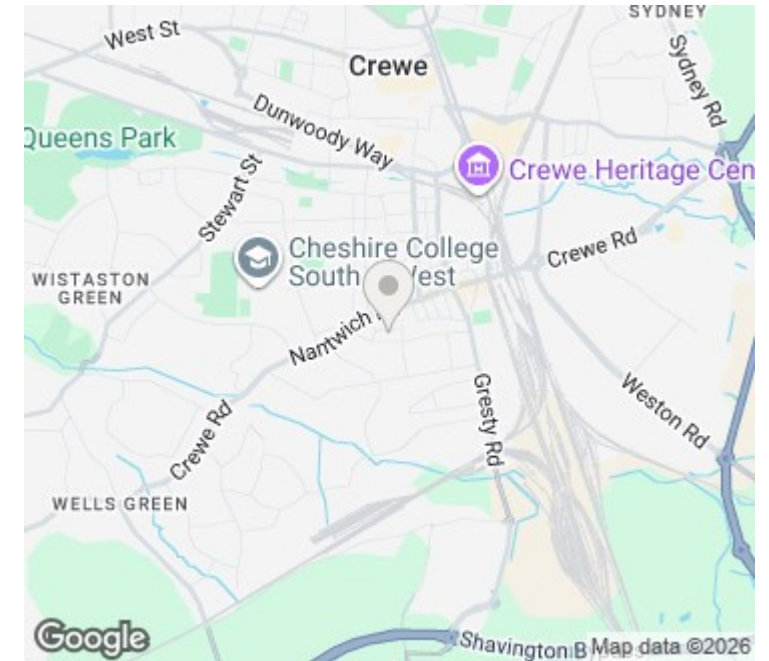 SYDNEY
West St
Crewe
Sydney Rd
Dunwoody Way
Queens Park
Crewe Heritage Cen
Stewart St
Crewe Rd
Cheshire College
South West
WISTASTON
GREEN
Nantwich
Weston Rd
Gresty Rd
Crewe Rd
WELLS GREEN
Google
Shavington B
Map data ©2026